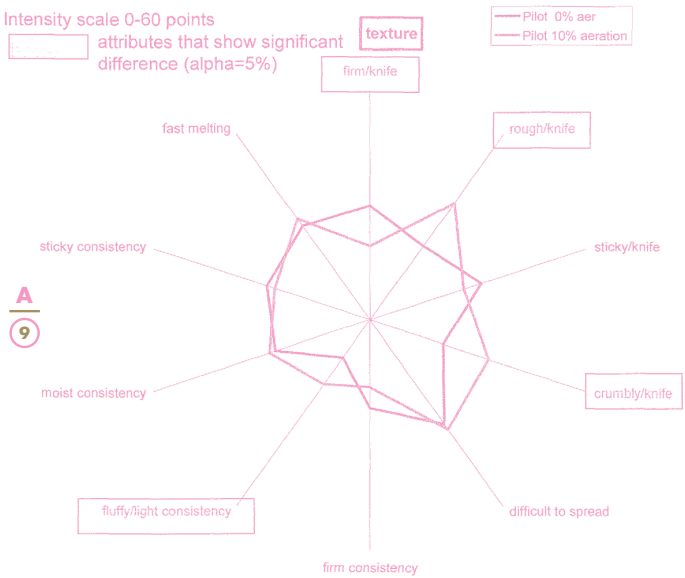 Intensity scale 0-60 points
attributes that show significant
difference (alpha=5%)
texture
Pilot 0% aer
Pilot 10% aeration
firm/knife
fast melting
rough/knife
sticky consistency
sticky/knife
A
9
moist consistency
crumbly/knife
fluffy/light consistency
difficult to spread
firm consistency